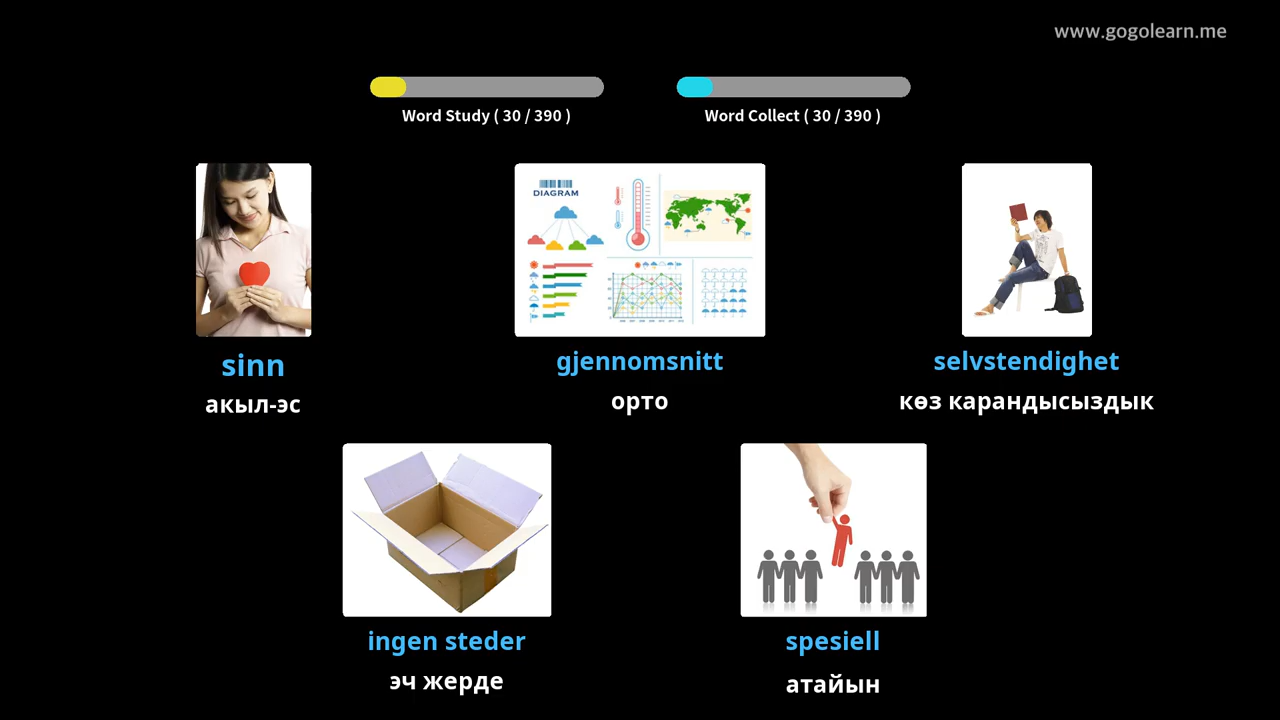 www.gogolearn.me
Word Study ( 30 / 390 )
Word Collect ( 30 / 390 )
DIAGRAM
sinn
акыл-эс
gjennomsnitt
орто
selvstendighet
көз карандысыздык
ingen steder
эч жерде
spesiell
атайын